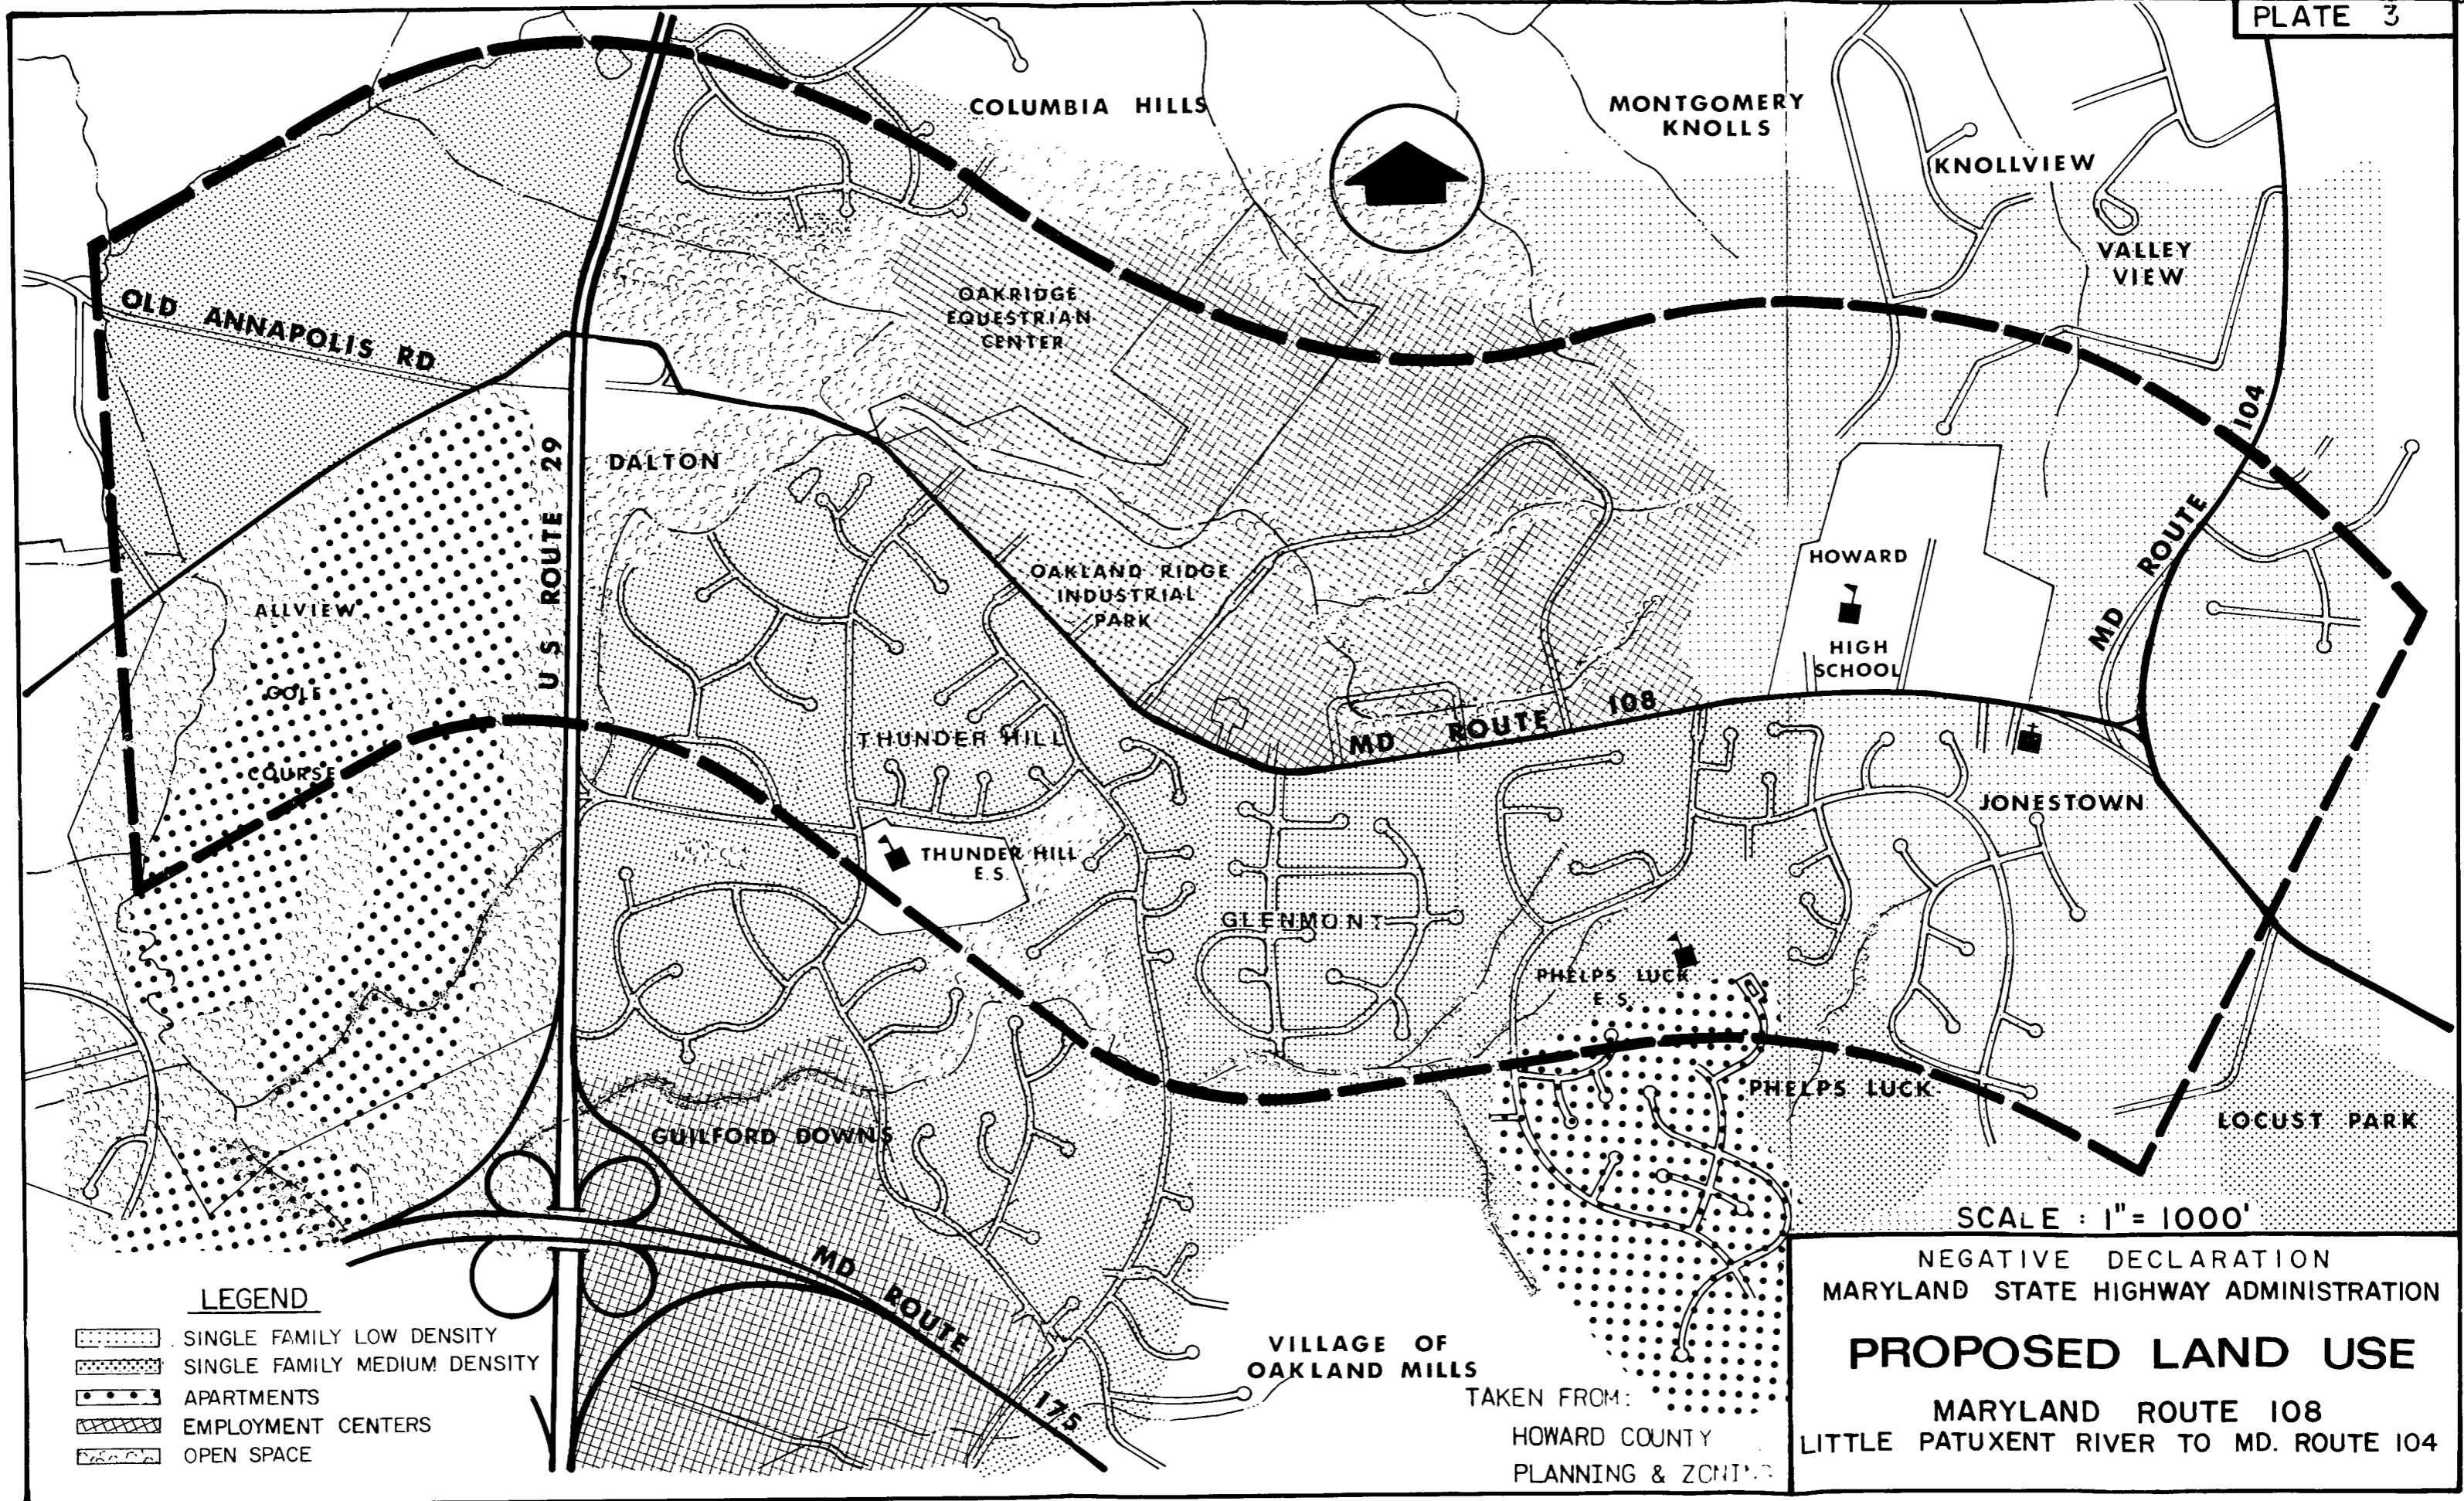 PLATE 3
COLUMBIA HILLS
MONTGOMERY
KNOLLS
KNOLLVIEW
VALLEY
VIEW
OLD ANNAPOLIS RD
OAKRIDGE
EQUESTRIAN
CENTER
U S ROUTE 29
DALTON
MD ROUTE 104
ALLVIEW
GOLF
COURSE
OAKLAND RIDGE
INDUSTRIAL
PARK
HOWARD
HIGH
SCHOOL
THUNDER HILL
MD ROUTE 108
JONESTOWN
THUNDER HILL
E.S.
GLENMONT
PHELPS LUCK
E.S.
PHELPS LUCK
GUILFORD DOWNS
LOCUST PARK
MD ROUTE 175
VILLAGE OF
OAKLAND MILLS
LEGEND
SINGLE FAMILY LOW DENSITY
SINGLE FAMILY MEDIUM DENSITY
APARTMENTS
EMPLOYMENT CENTERS
OPEN SPACE
TAKEN FROM:
HOWARD COUNTY
PLANNING & ZONING
SCALE : 1" = 1000'
NEGATIVE DECLARATION
MARYLAND STATE HIGHWAY ADMINISTRATION
PROPOSED LAND USE
MARYLAND ROUTE 108
LITTLE PATUXENT RIVER TO MD. ROUTE 104